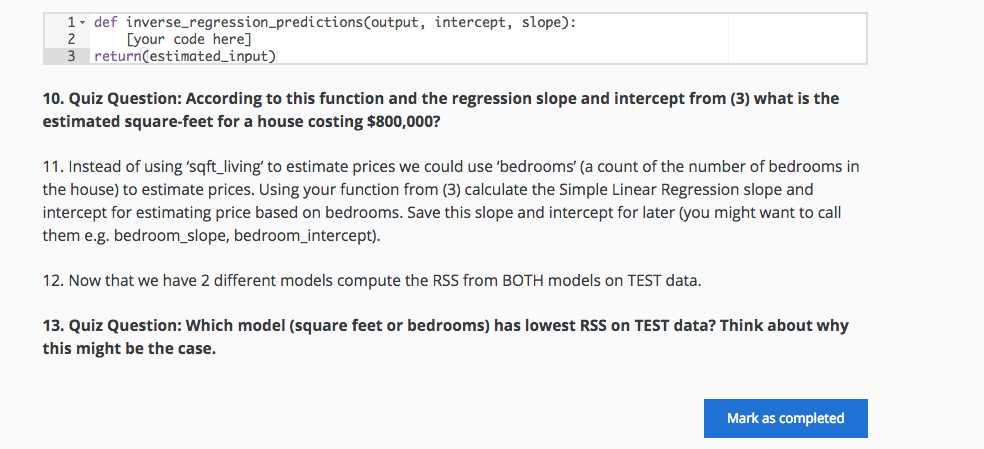 1 def inverse_regression_predictions(output, intercept, slope):
2 [your code here]
3 return(estimated_input)
10. Quiz Question: According to this function and the regression slope and intercept from (3) what is the
estimated square-feet for a house costing $800,000?
11. Instead of using ‘sqft_living’ to estimate prices we could use ‘bedrooms’ (a count of the number of bedrooms in
the house) to estimate prices. Using your function from (3) calculate the Simple Linear Regression slope and
intercept for estimating price based on bedrooms. Save this slope and intercept for later (you might want to call
them e.g. bedroom_slope, bedroom_intercept).
12. Now that we have 2 different models compute the RSS from BOTH models on TEST data.
13. Quiz Question: Which model (square feet or bedrooms) has lowest RSS on TEST data? Think about why
this might be the case.
Mark as completed